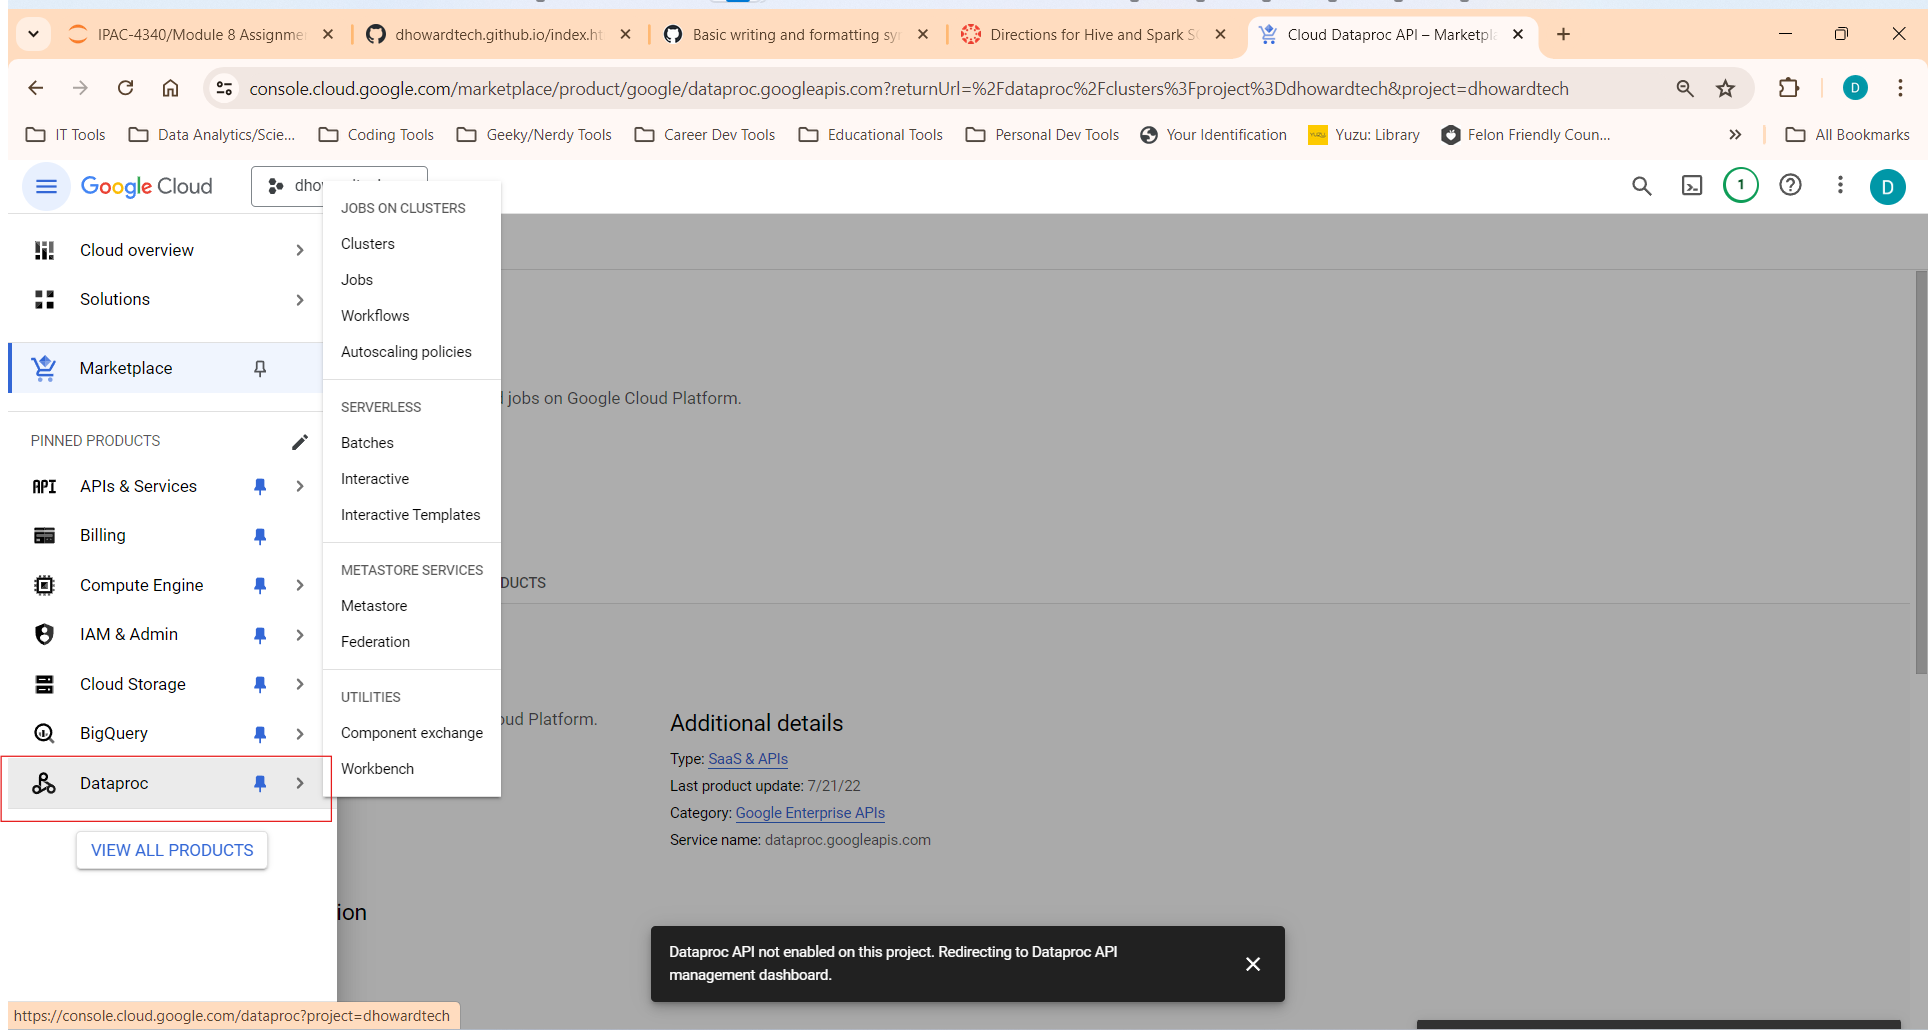 IPAC-4340/Module 8 Assignme
dhowardtech.github.io/index.ht
Basic writing and formatting syn
Directions for Hive and Spark S
Cloud Dataproc API – Marketpla
console.cloud.google.com/marketplace/product/google/dataproc.googleapis.com?returnUrl=%2Fdataproc%2Fclusters%3Fproject%3Ddhowardtech&project=dhowardtech
D
IT Tools
Data Analytics/Scie...
Coding Tools
Geeky/Nerdy Tools
Career Dev Tools
Educational Tools
Personal Dev Tools
Your Identification
Yuzu: Library
Felon Friendly Coun...
All Bookmarks
Google Cloud
1
D
Cloud overview
Solutions
Marketplace
PINNED PRODUCTS
API APIs & Services
Billing
Compute Engine
IAM & Admin
Cloud Storage
BigQuery
Dataproc
VIEW ALL PRODUCTS
JOBS ON CLUSTERS
Clusters
Jobs
Workflows
Autoscaling policies
SERVERLESS
Batches
Interactive
Interactive Templates
METASTORE SERVICES
Metastore
Federation
UTILITIES
Component exchange
Workbench
jobs on Google Cloud Platform.
DUCTS
oud Platform.
Additional details
Type: SaaS & APIs
Last product update: 7/21/22
Category: Google Enterprise APIs
Service name: dataproc.googleapis.com
ion
Dataproc API not enabled on this project. Redirecting to Dataproc API
management dashboard.
https://console.cloud.google.com/dataproc?project=dhowardtech